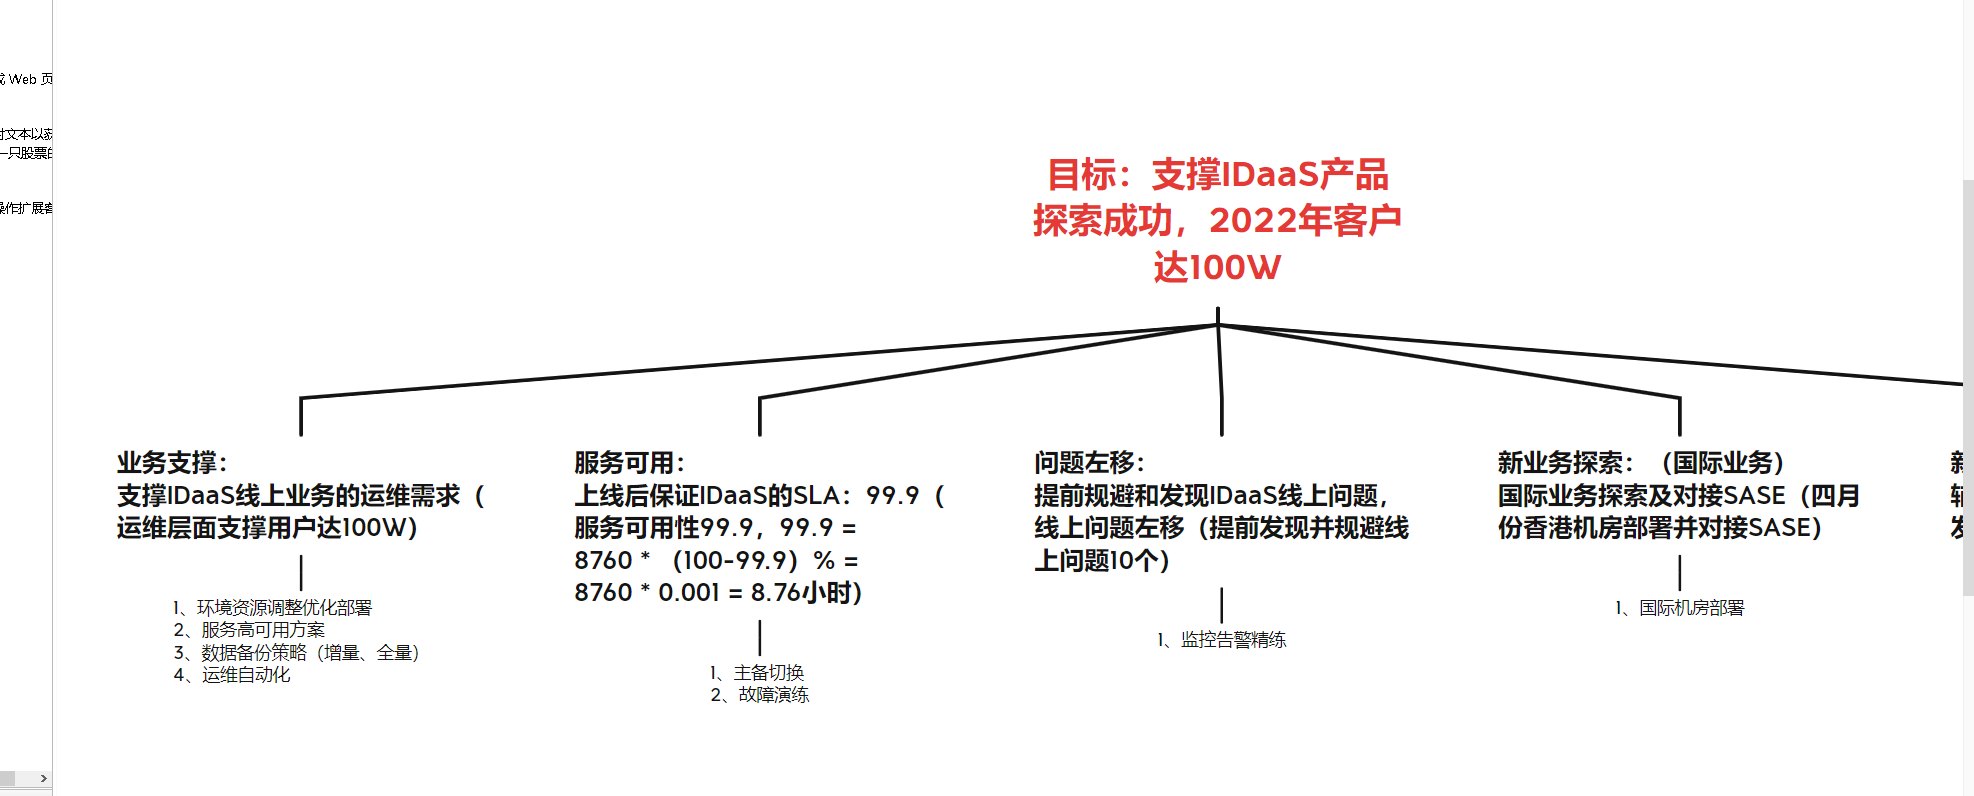 Web 页
对文本以获
一只股票的
操作扩展客
目标：支撑IDaaS产品
探索成功，2022年客户
达100W
业务支撑：
支撑IDaaS线上业务的运维需求（
运维层面支撑用户达100W）
1、环境资源调整优化部署
2、服务高可用方案
3、数据备份策略（增量、全量）
4、运维自动化
服务可用：
上线后保证IDaaS的SLA：99.9（
服务可用性99.9，99.9 =
8760 * （100-99.9）% =
8760 * 0.001 = 8.76小时）
1、主备切换
2、故障演练
问题左移：
提前规避和发现IDaaS线上问题，
线上问题左移（提前发现并规避线
上问题10个）
1、监控告警精练
新业务探索：（国际业务）
国际业务探索及对接SASE（四月
份香港机房部署并对接SASE）
1、国际机房部署